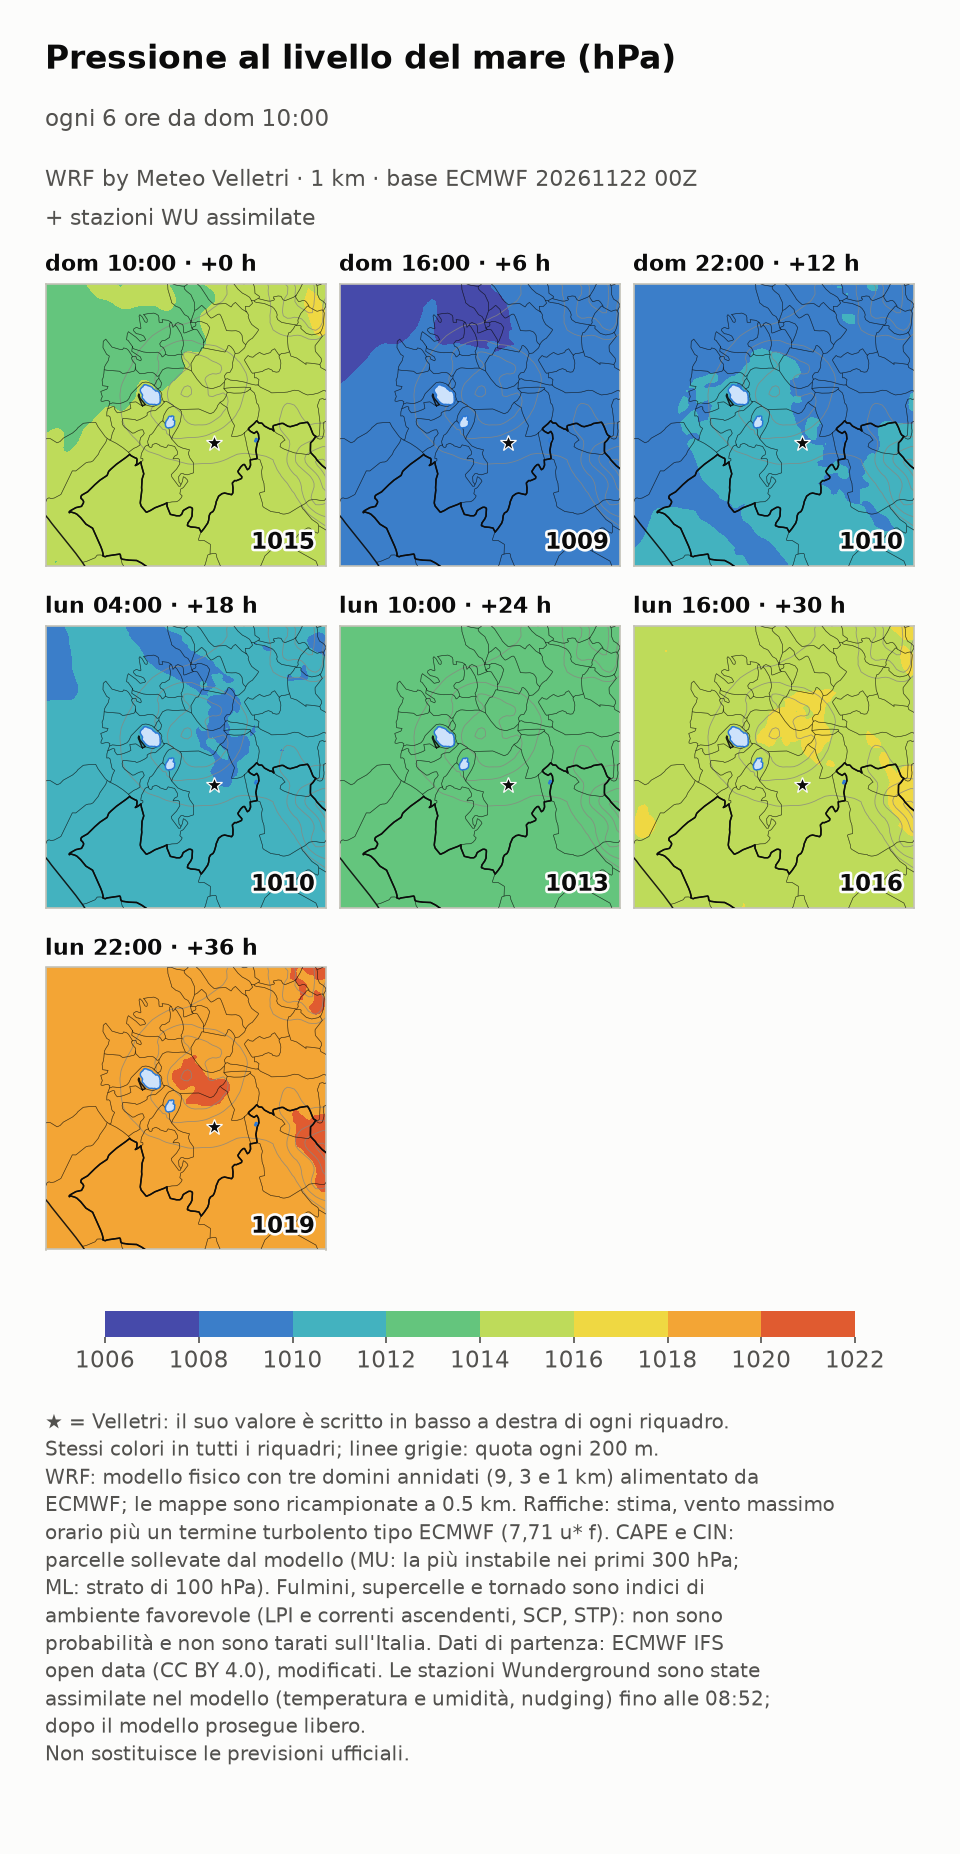 Pressione al livello del mare (hPa)
ogni 6 ore da dom 10:00
WRF by Meteo Velletri · 1 km · base ECMWF 20261122 00Z
+ stazioni WU assimilate
dom 10:00 · +0 h
dom 16:00 · +6 h
dom 22:00 · +12 h
1015
1009
1010
lun 04:00 · +18 h
lun 10:00 · +24 h
lun 16:00 · +30 h
1010
1013
1016
lun 22:00 · +36 h
1019
1006 1008 1010 1012 1014 1016 1018 1020 1022
★ = Velletri: il suo valore è scritto in basso a destra di ogni riquadro.
Stessi colori in tutti i riquadri; linee grigie: quota ogni 200 m.
WRF: modello fisico con tre domini annidati (9, 3 e 1 km) alimentato da
ECMWF; le mappe sono ricampionate a 0.5 km. Raffiche: stima, vento massimo
orario più un termine turbolento tipo ECMWF (7,71 u* f). CAPE e CIN:
parcelle sollevate dal modello (MU: la più instabile nei primi 300 hPa;
ML: strato di 100 hPa). Fulmini, supercelle e tornado sono indici di
ambiente favorevole (LPI e correnti ascendenti, SCP, STP): non sono
probabilità e non sono tarati sull'Italia. Dati di partenza: ECMWF IFS
open data (CC BY 4.0), modificati. Le stazioni Wunderground sono state
assimilate nel modello (temperatura e umidità, nudging) fino alle 08:52;
dopo il modello prosegue libero.
Non sostituisce le previsioni ufficiali.